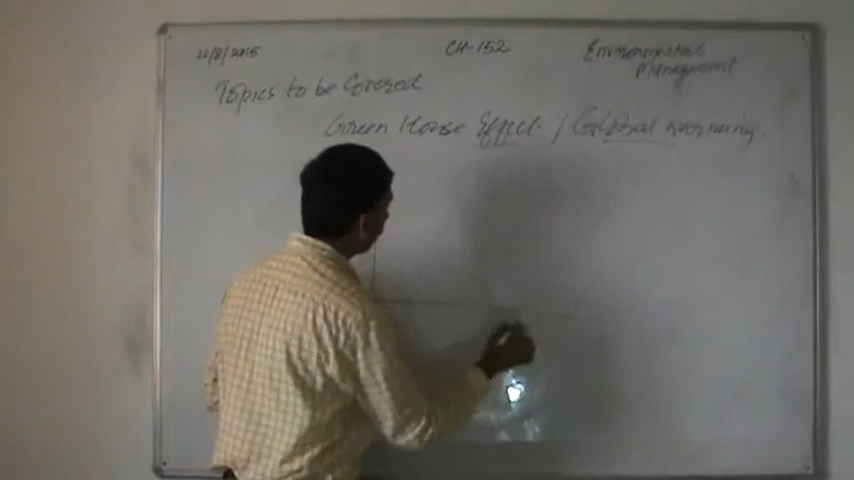 21/8/2015 CH-152 Environmental
Management
Topics to be Covered
Green House Effect / Global warming.